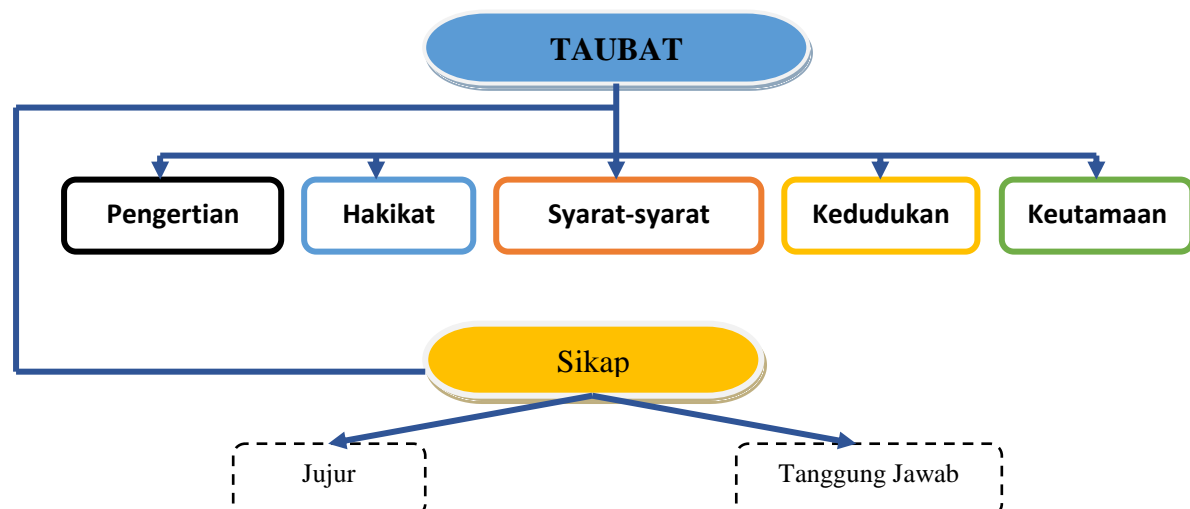 TAUBAT
Pengertian
Hakikat
Syarat-syarat
Kedudukan
Keutamaan
Sikap
Jujur
Tanggung Jawab